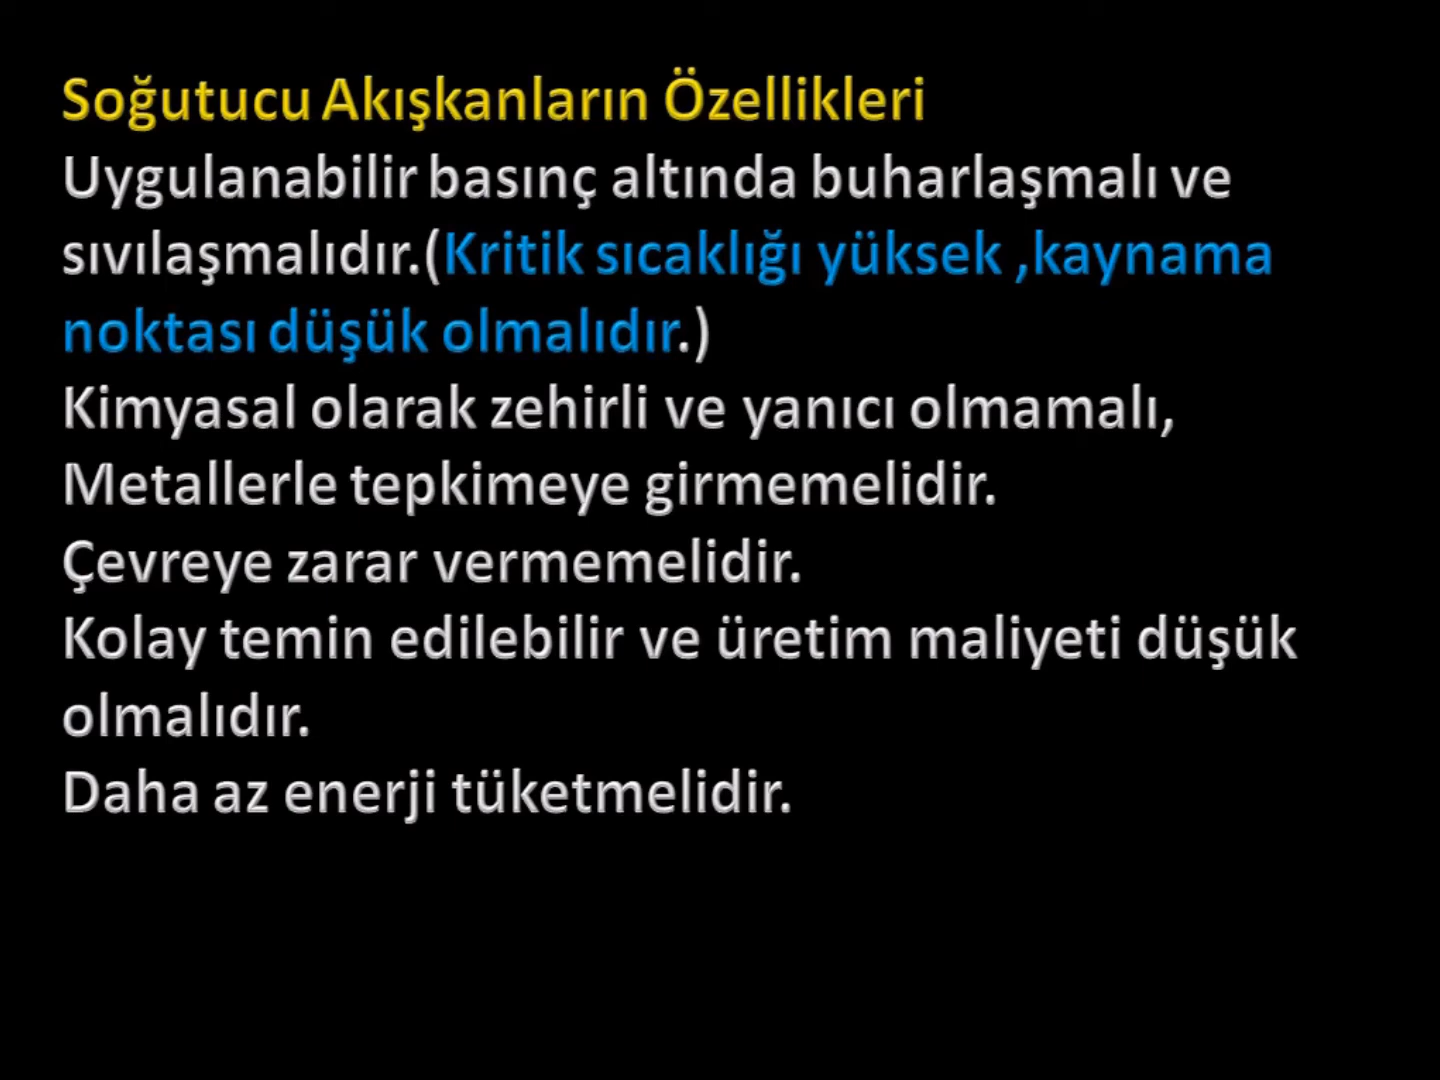 Soğutucu Akışkanların Özellikleri
Uygulanabilir basınç altında buharlaşmalı ve
sıvılaşmalıdır.(Kritik sıcaklığı yüksek ,kaynama
noktası düşük olmalıdır.)
Kimyasal olarak zehirli ve yanıcı olmamalı,
Metallerle tepkimeye girmemelidir.
Çevreye zarar vermemelidir.
Kolay temin edilebilir ve üretim maliyeti düşük
olmalıdır.
Daha az enerji tüketmelidir.